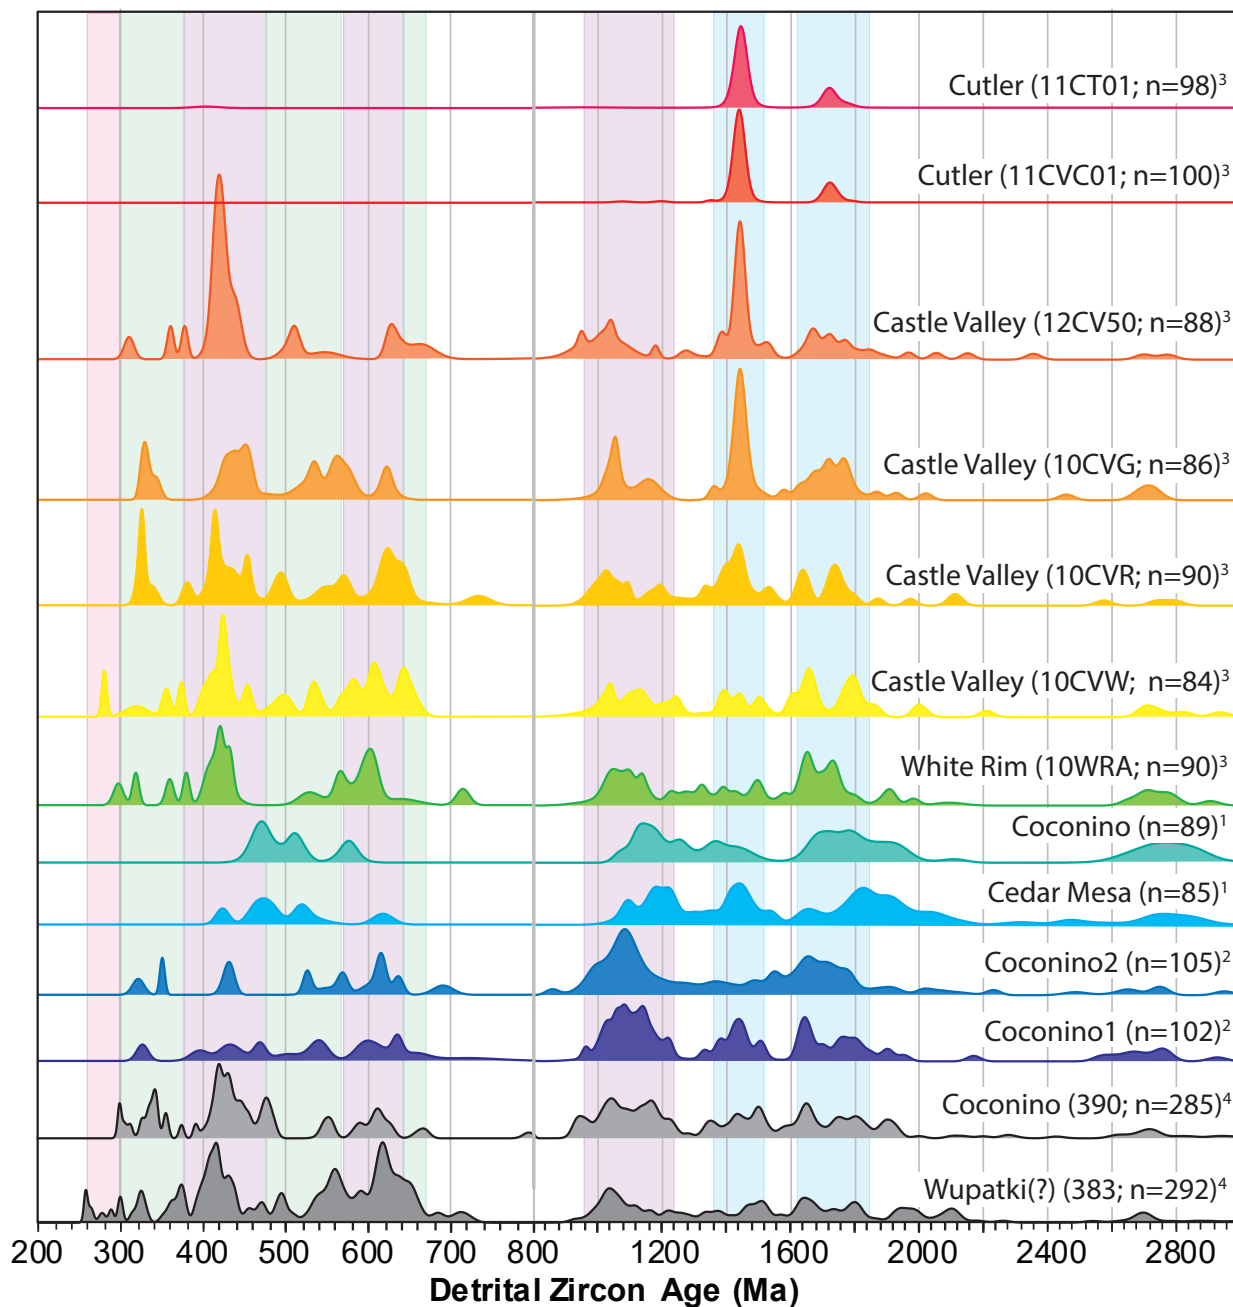 Cutler (11CT01; n=98)³
Cutler (11CVC01; n=100)³
Castle Valley (12CV50; n=88)³
Castle Valley (10CVG; n=86)³
Castle Valley (10CVR; n=90)³
Castle Valley (10CVW; n=84)³
White Rim (10WRA; n=90)³
Coconino (n=89)¹
Cedar Mesa (n=85)¹
Coconino2 (n=105)²
Coconino1 (n=102)²
Coconino (390; n=285)⁴
Wupatki(?) (383; n=292)⁴
200 300 400 500 600 700 800 1200 1600 2000 2400 2800
Detrital Zircon Age (Ma)